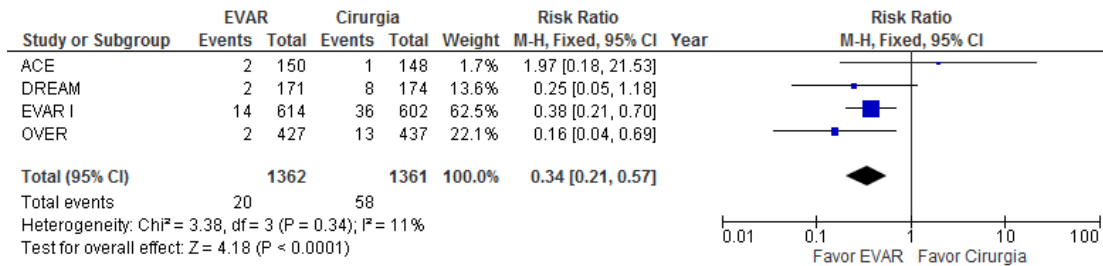 EVAR Cirurgia Risk Ratio Risk Ratio
Study or Subgroup Events Total Events Total Weight M-H, Fixed, 95% CI Year M-H, Fixed, 95% CI
ACE 2 150 1 148 1.7% 1.97 [0.18, 21.53]
DREAM 2 171 8 174 13.6% 0.25 [0.05, 1.18]
EVAR I 14 614 36 602 62.5% 0.38 [0.21, 0.70]
OVER 2 427 13 437 22.1% 0.16 [0.04, 0.69]
Total (95% CI) 1362 1361 100.0% 0.34 [0.21, 0.57]
Total events 20 58
Heterogeneity: Chi² = 3.38, df = 3 (P = 0.34); I² = 11%
Test for overall effect: Z = 4.18 (P < 0.0001)
0.01 0.1 1 10 100
Favor EVAR Favor Cirurgia